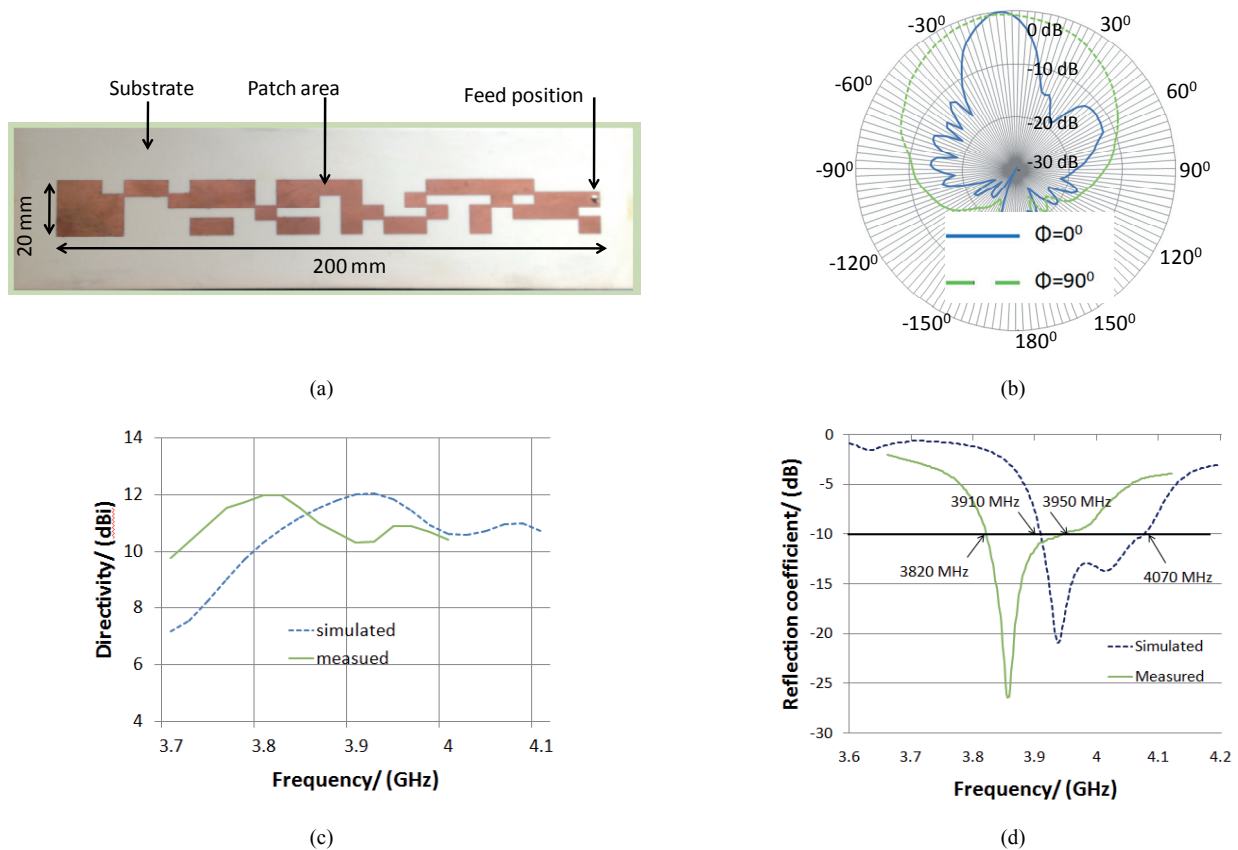 Substrate
Patch area
Feed position
20 mm
200 mm
(a)
-30⁰
30⁰
0 dB
-10 dB
-60⁰
60⁰
-20 dB
-90⁰
-30 dB
90⁰
Φ=0⁰
-120⁰
120⁰
Φ=90⁰
-150⁰
150⁰
180⁰
(b)
Directivity/ (dBi)
14
12
10
8
6
4
simulated
measued
3.7
3.8
3.9
4
4.1
Frequency/ (GHz)
(c)
Reflection coefficient/ (dB)
0
-5
-10
-15
-20
-25
-30
3910 MHz
3950 MHz
3820 MHz
4070 MHz
Simulated
Measured
3.6
3.7
3.8
3.9
4
4.1
4.2
Frequency/ (GHz)
(d)